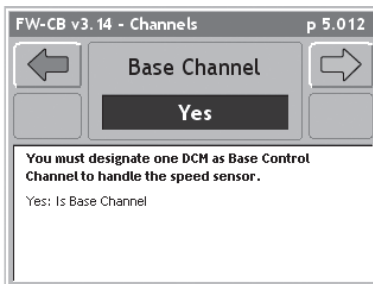 FW-CB v3.14 - Channels p 5.012
Base Channel
Yes
You must designate one DCM as Base Control
Channel to handle the speed sensor.
Yes: Is Base Channel